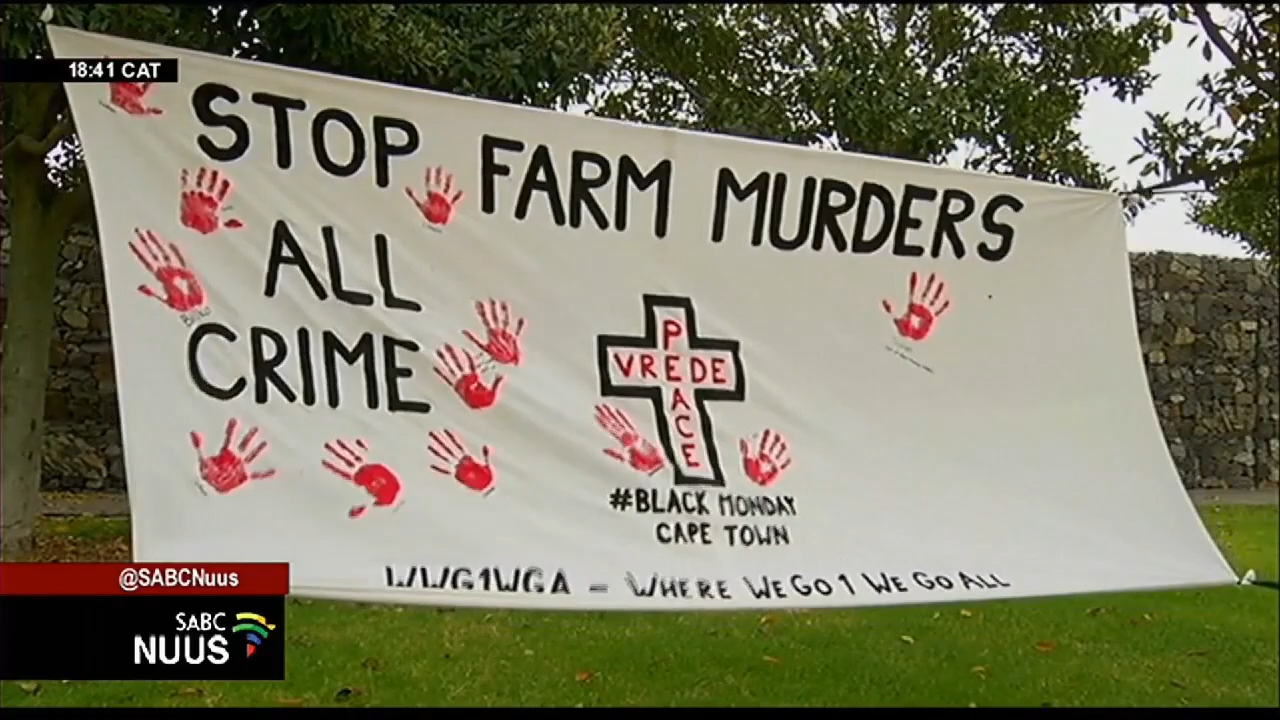 18:41 CAT
STOP FARM MURDERS
ALL
CRIME
PEACE
VREDE
#BLACK MONDAY
CAPE TOWN
WWG1WGA – WHERE WE GO 1 WE GO ALL
@SABCNuus
SABC
NUUS